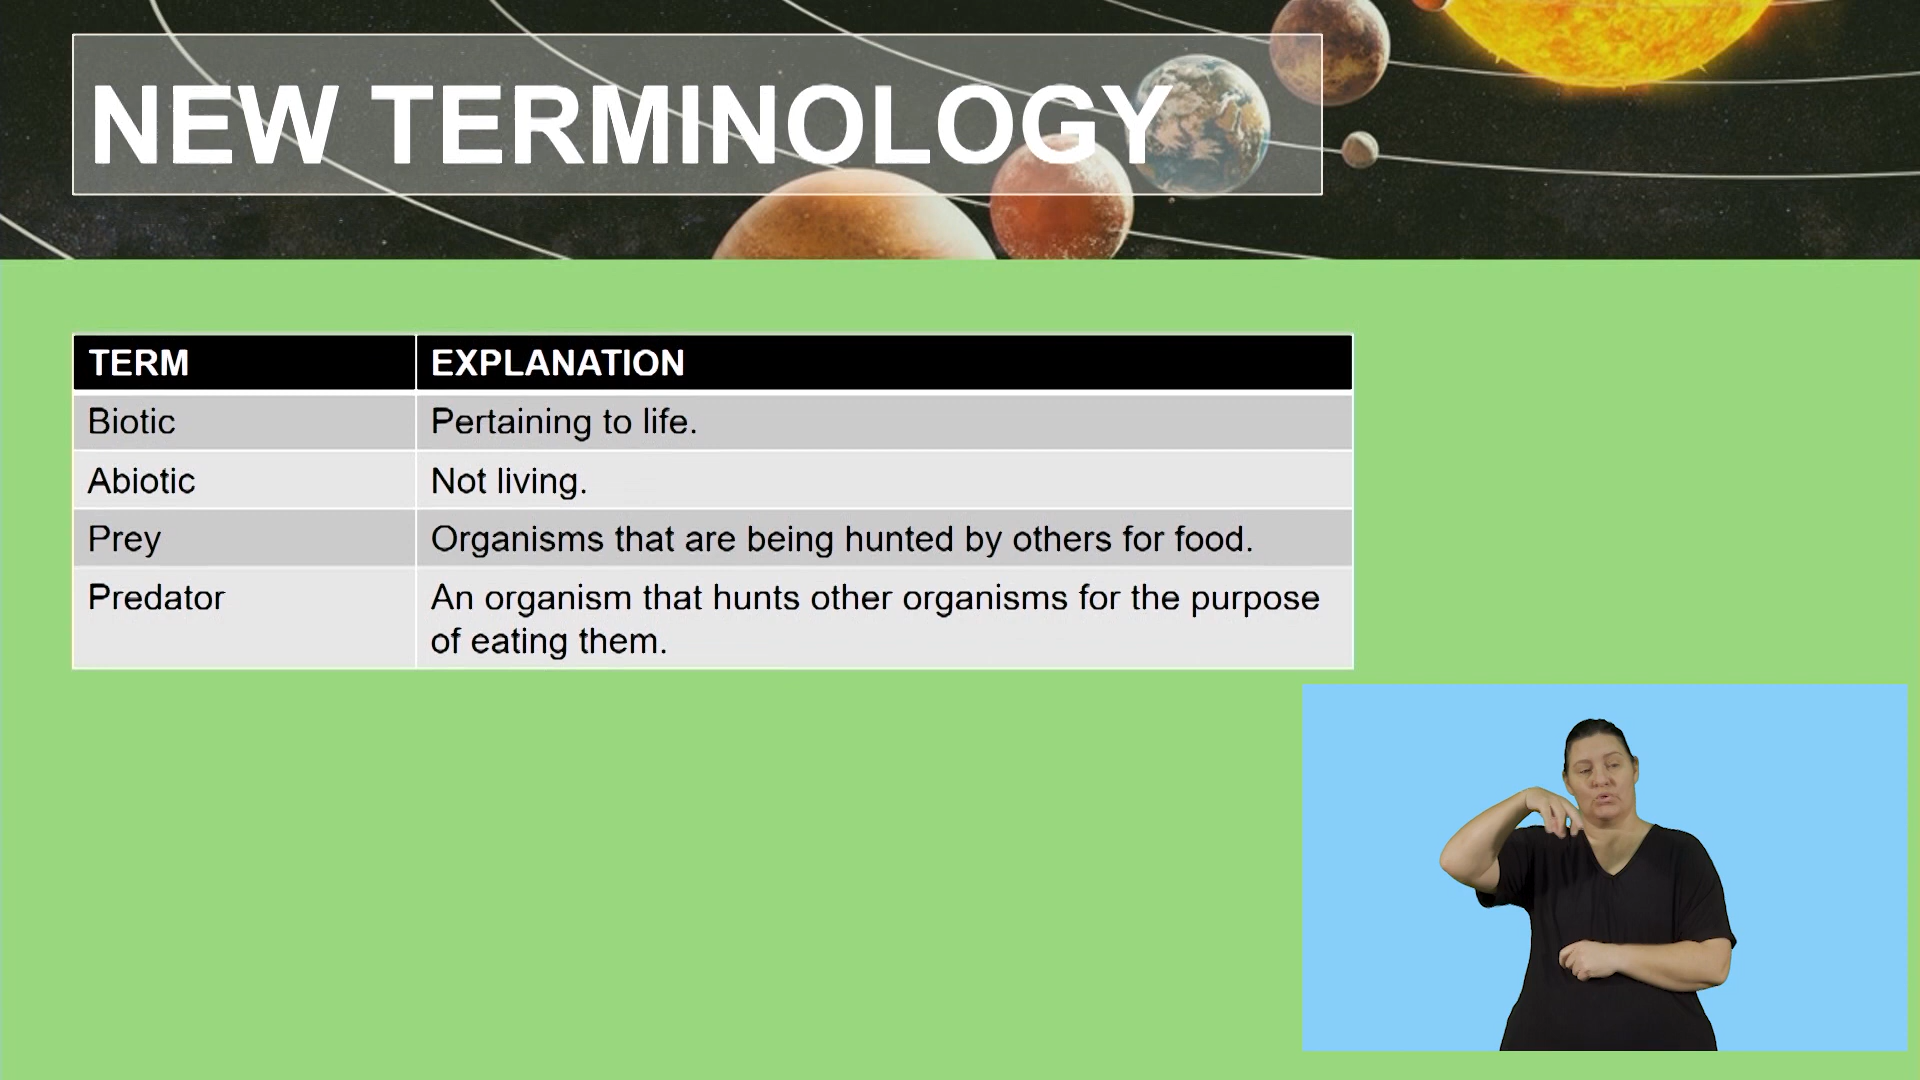 NEW TERMINOLOGY
TERM EXPLANATION
Biotic Pertaining to life.
Abiotic Not living.
Prey Organisms that are being hunted by others for food.
Predator An organism that hunts other organisms for the purpose
of eating them.